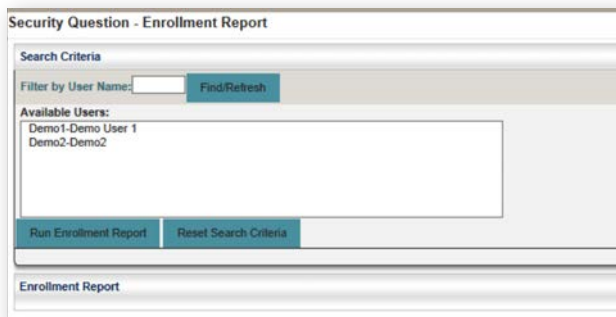 Security Question - Enrollment Report
Search Criteria
Filter by User Name: Find/Refresh
Available Users:
Demo1-Demo User 1
Demo2-Demo2
Run Enrollment Report Reset Search Criteria
Enrollment Report